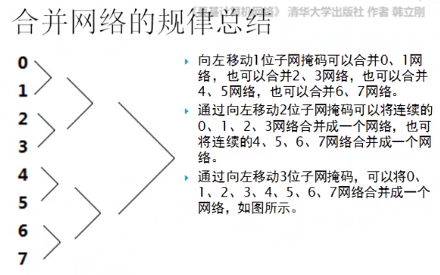 合并网络的规律总结
计算机网络》 清华大学出版社 作者 韩立刚
0
1
2
3
4
5
6
7
向左移动1位子网掩码可以合并0、1网
络，也可以合并2、3网络，也可以合并
4、5网络，也可以合并6、7网络。
通过向左移动2位子网掩码可以将连续的
0、1、2、3网络合并成一个网络，也可
将连续的4、5、6、7网络合并成一个网
络。
通过向左移动3位子网掩码，可以将0、
1、2、3、4、5、6、7网络合并成一个
网络，如图所示。